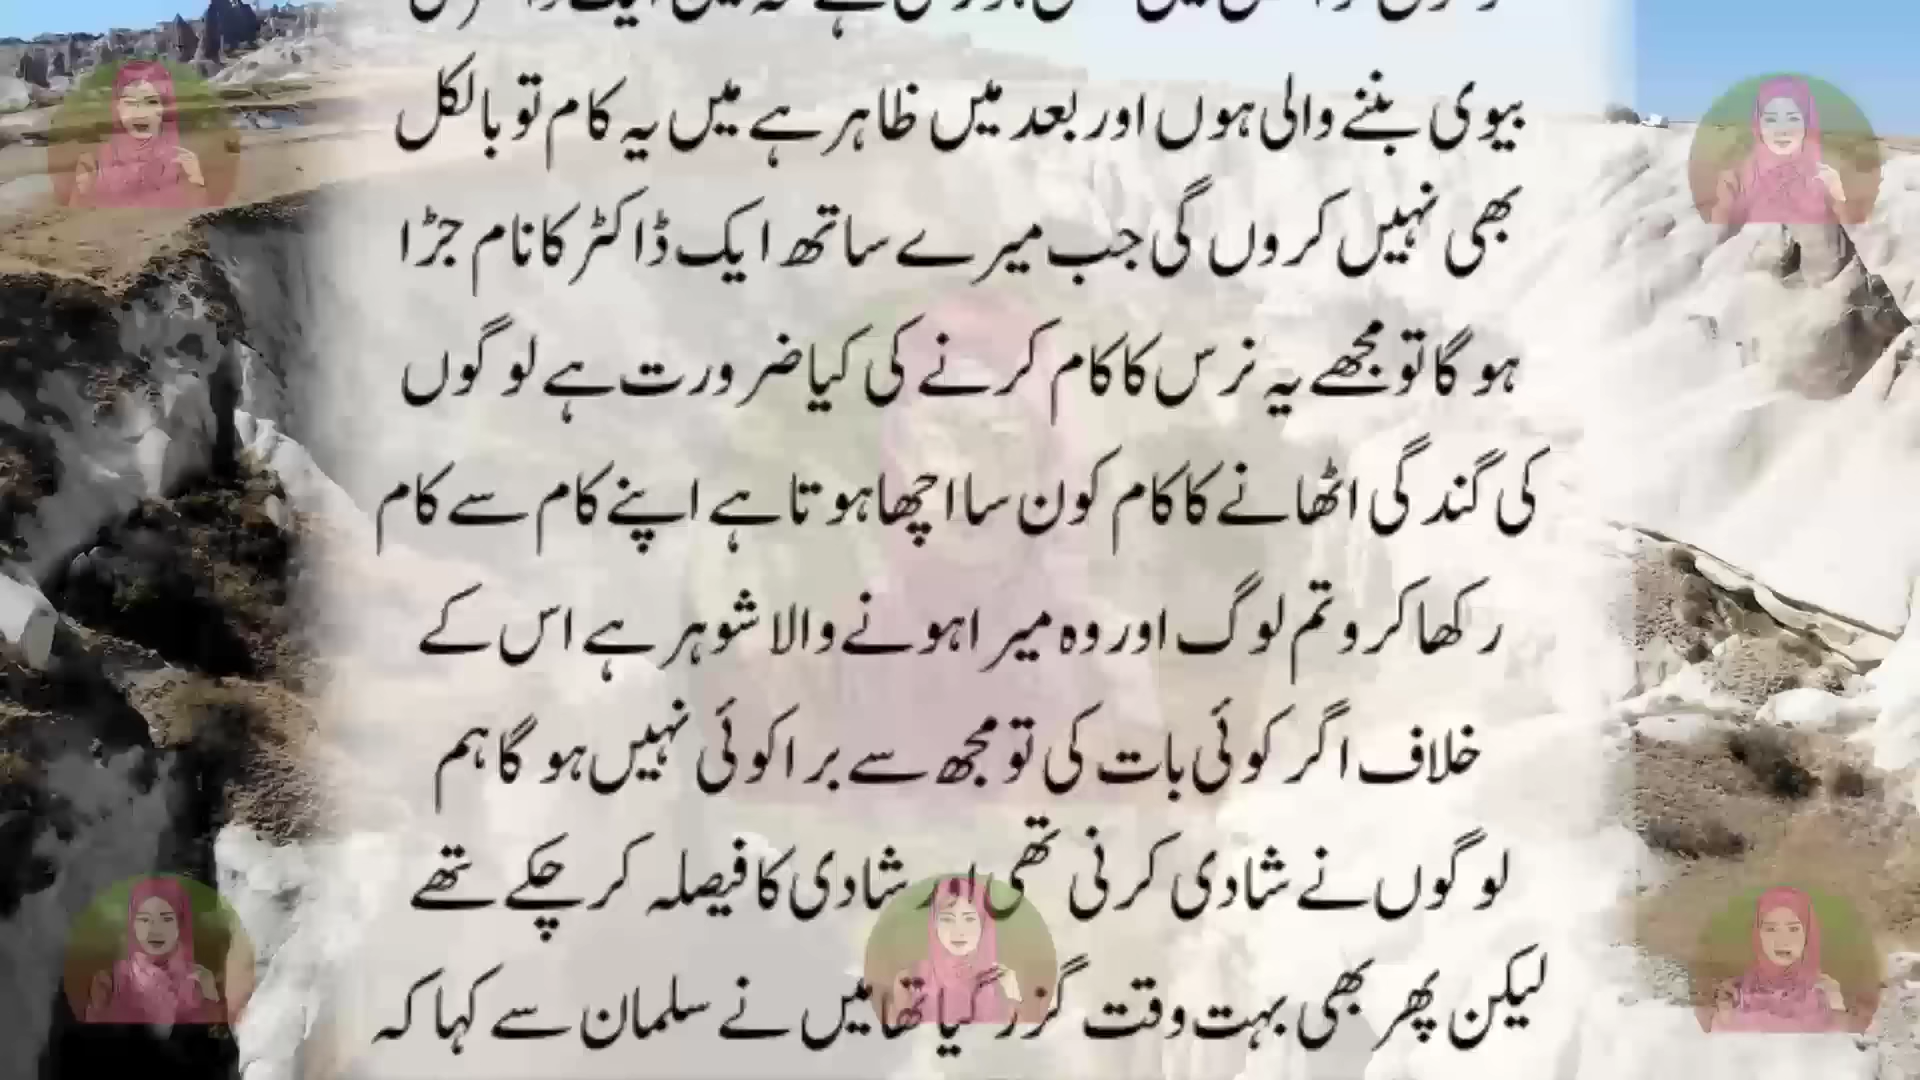 بیوی بننے والی ہوں اور بعد میں ظاہر ہے میں یہ کام تو بالکل
بھی نہیں کروں گی جب میرے ساتھ ایک ڈاکٹر کا نام جڑا
ہو گا تو مجھے یہ نرس کا کام کرنے کی کیا ضرورت ہے لوگوں
کی گندگی اٹھانے کا کام کون سا اچھا ہوتا ہے اپنے کام سے کام
رکھا کرو تم لوگ اور وہ میرا ہونے والا شوہر ہے اس کے
خلاف اگر کوئی بات کی تو مجھ سے برا کوئی نہیں ہو گا ہم
لوگوں نے شادی کرنی تھی اور شادی کا فیصلہ کر چکے تھے
لیکن پھر بھی بہت وقت گزر گیا تھا میں نے سلمان سے کہا کہ